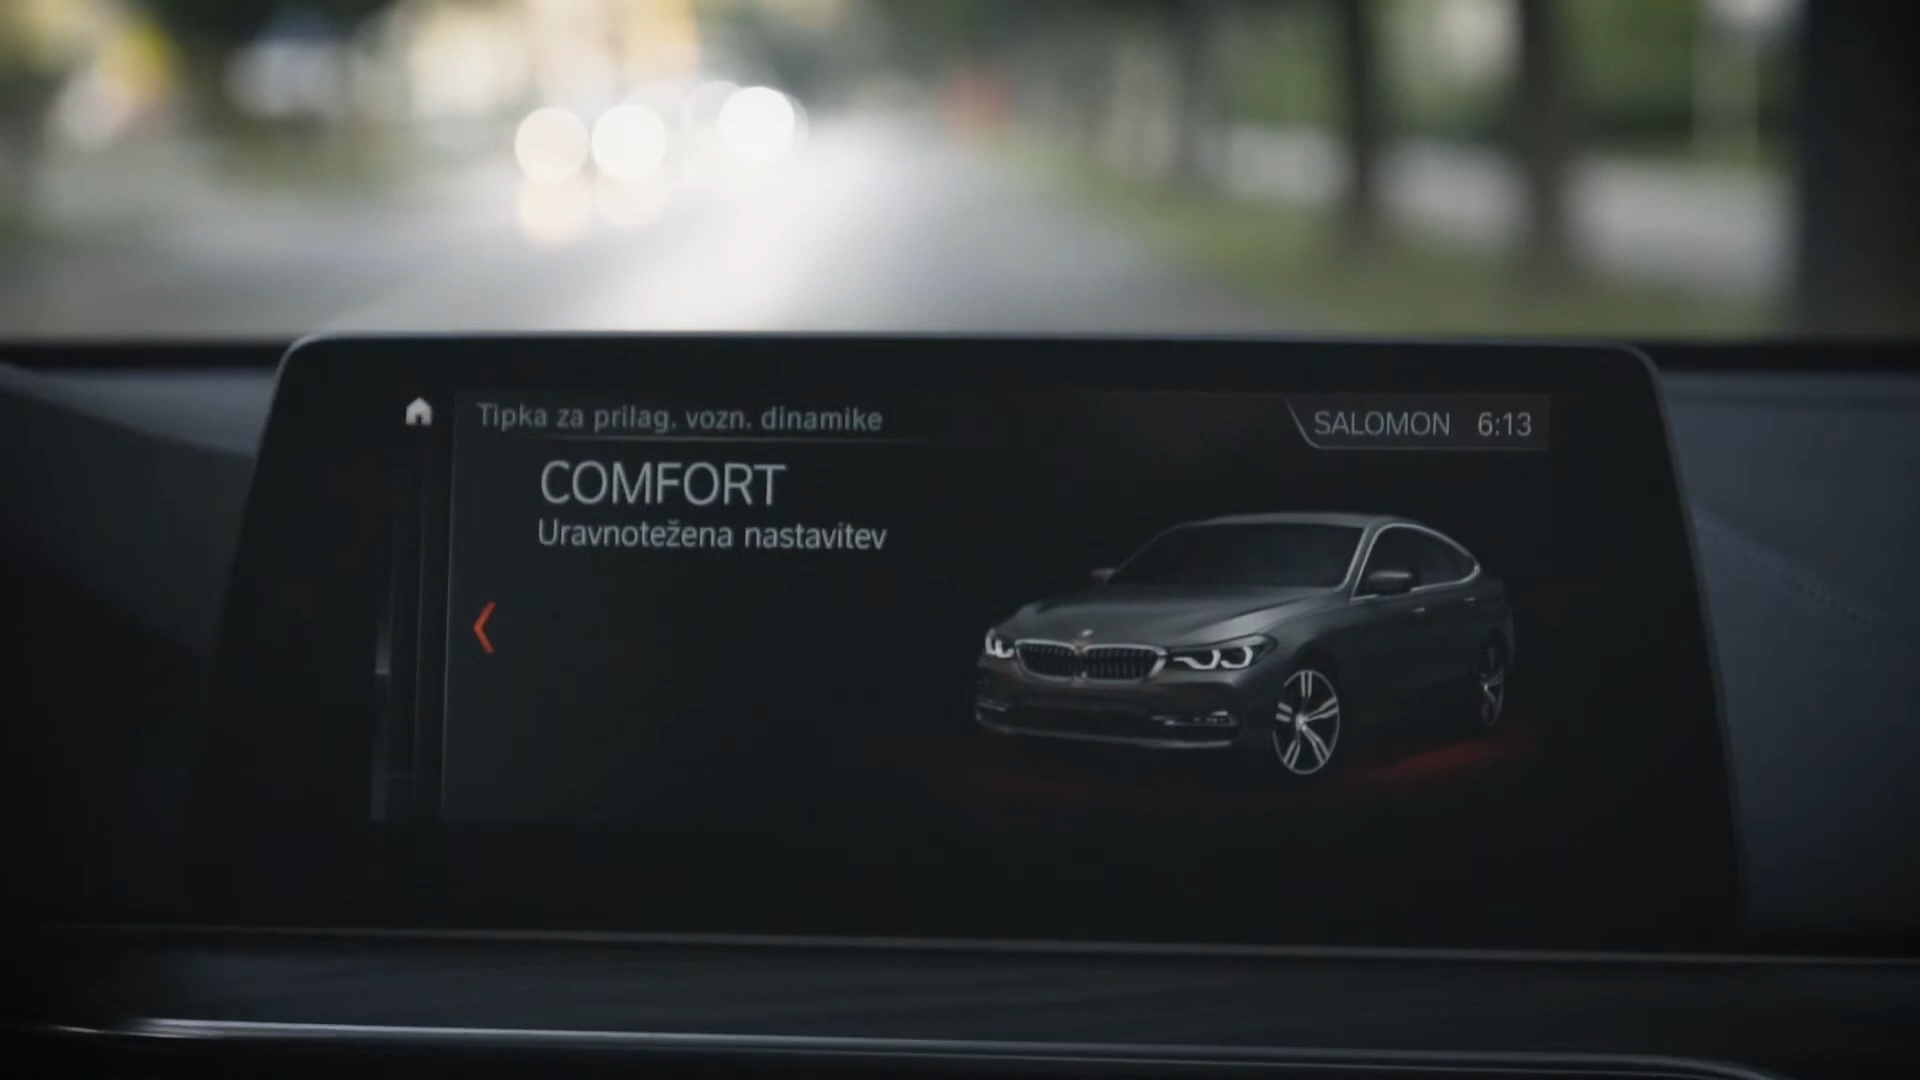 Tipka za prilag. vozn. dinamike
SALOMON 6:13
COMFORT
Uravnotežena nastavitev